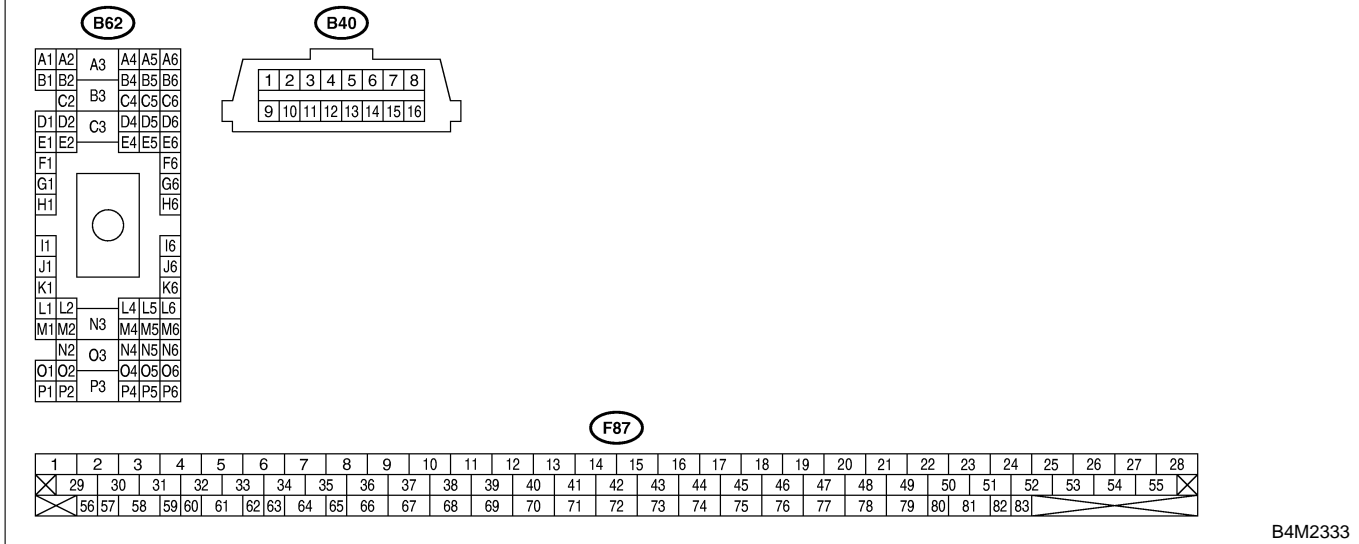 B62 B40
A1 A2 A3 A4 A5 A6
B1 B2 B4 B5 B6
B3
C2 C4 C5 C6
D1 D2 C3 D4 D5 D6
E1 E2 E4 E5 E6
F1 F6
G1 G6
H1 H6
I1 I6
J1 J6
K1 K6
L1 L2 L4 L5 L6
M1 M2 N3 M4 M5 M6
N2 O3 N4 N5 N6
O1 O2 O4 O5 O6
P1 P2 P3 P4 P5 P6
1 2 3 4 5 6 7 8
9 10 11 12 13 14 15 16
F87
1 2 3 4 5 6 7 8 9 10 11 12 13 14 15 16 17 18 19 20 21 22 23 24 25 26 27 28
29 30 31 32 33 34 35 36 37 38 39 40 41 42 43 44 45 46 47 48 49 50 51 52 53 54 55
56 57 58 59 60 61 62 63 64 65 66 67 68 69 70 71 72 73 74 75 76 77 78 79 80 81 82 83
B4M2333